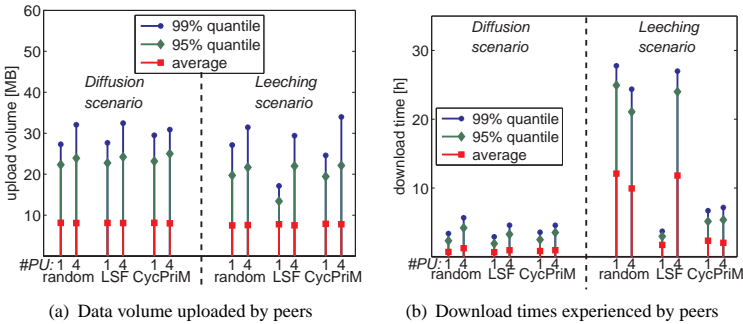 60
50
40
30
20
10
upload volume [MB]
99% quantile
95% quantile
average
Diffusion
scenario
Leeching
scenario
#PU: 1 4 1 4 1 4 1 4 1 4 1 4
random LSF CycPriM random LSF CycPriM
(a) Data volume uploaded by peers
30
20
10
download time [h]
Diffusion
scenario
Leeching
scenario
99% quantile
95% quantile
average
#PU: 1 4 1 4 1 4 1 4 1 4 1 4
random LSF CycPriM random LSF CycPriM
(b) Download times experienced by peers